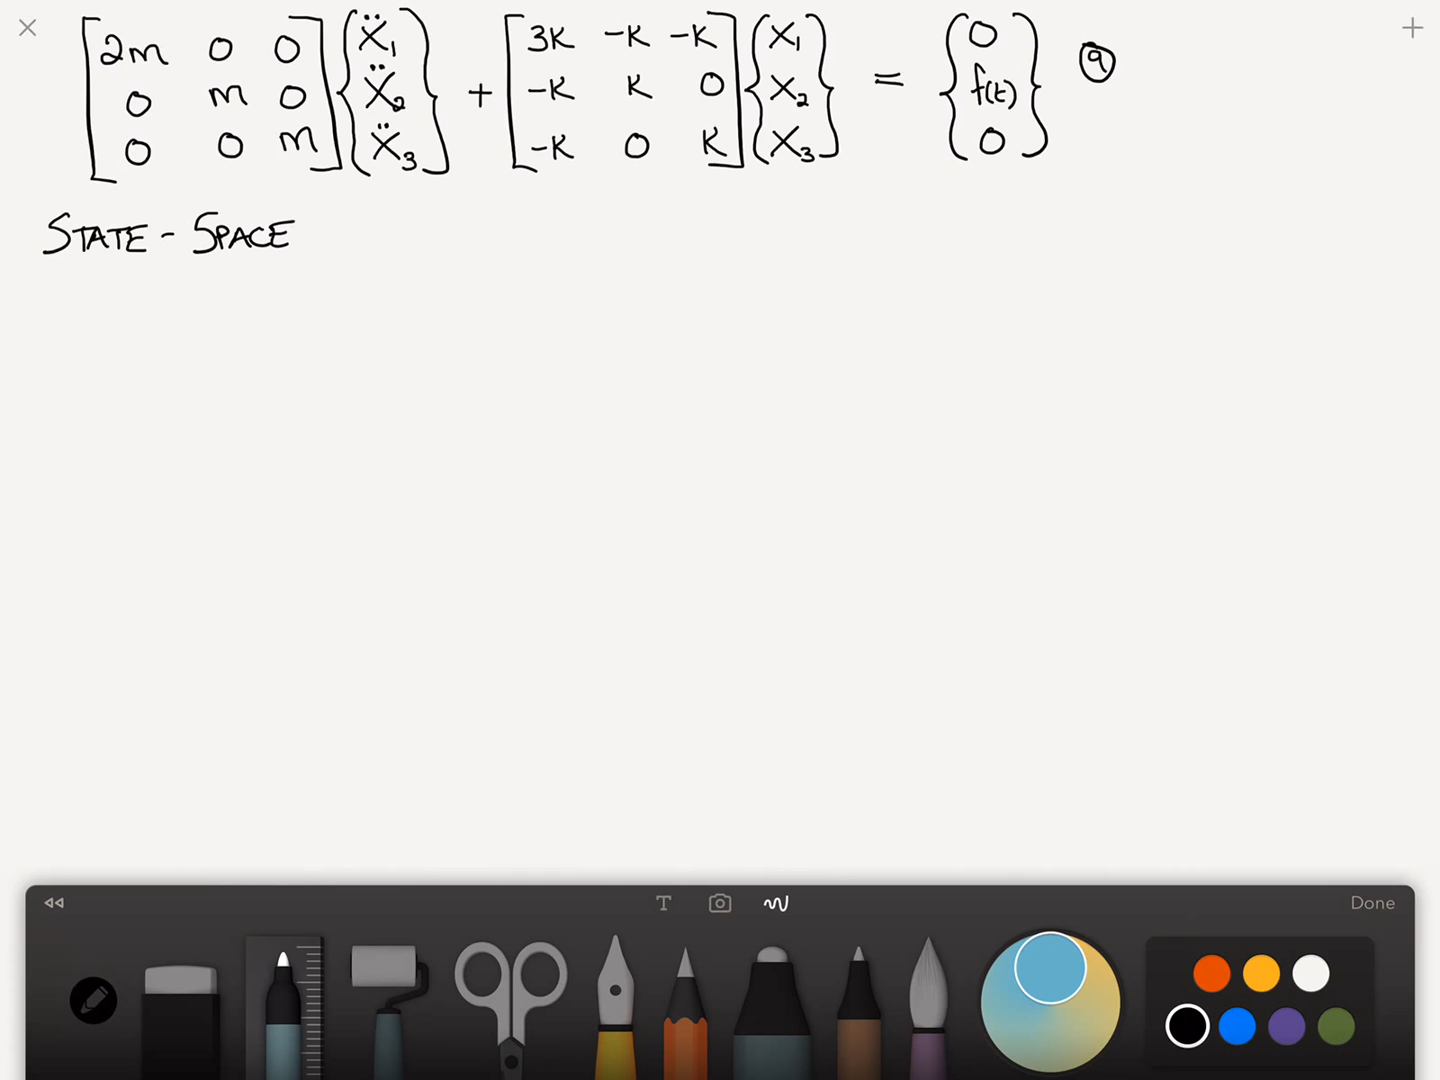 [2m 0 0; 0 m 0; 0 0 m] {ẍ₁; ẍ₂; ẍ₃} + [3k -k -k; -k k 0; -k 0 k] {x₁; x₂; x₃} = {0; f(t); 0} ⓐ
STATE - SPACE
T
Done